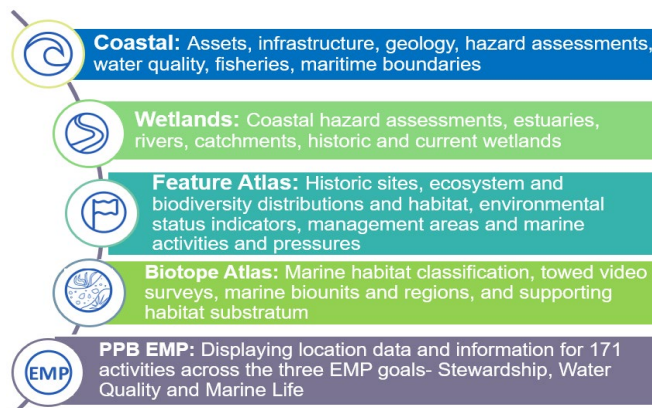 Coastal: Assets, infrastructure, geology, hazard assessments,
water quality, fisheries, maritime boundaries
Wetlands: Coastal hazard assessments, estuaries,
rivers, catchments, historic and current wetlands
Feature Atlas: Historic sites, ecosystem and
biodiversity distributions and habitat, environmental
status indicators, management areas and marine
activities and pressures
Biotope Atlas: Marine habitat classification, towed video
surveys, marine biounits and regions, and supporting
habitat substratum
EMP
PPB EMP: Displaying location data and information for 171
activities across the three EMP goals- Stewardship, Water
Quality and Marine Life